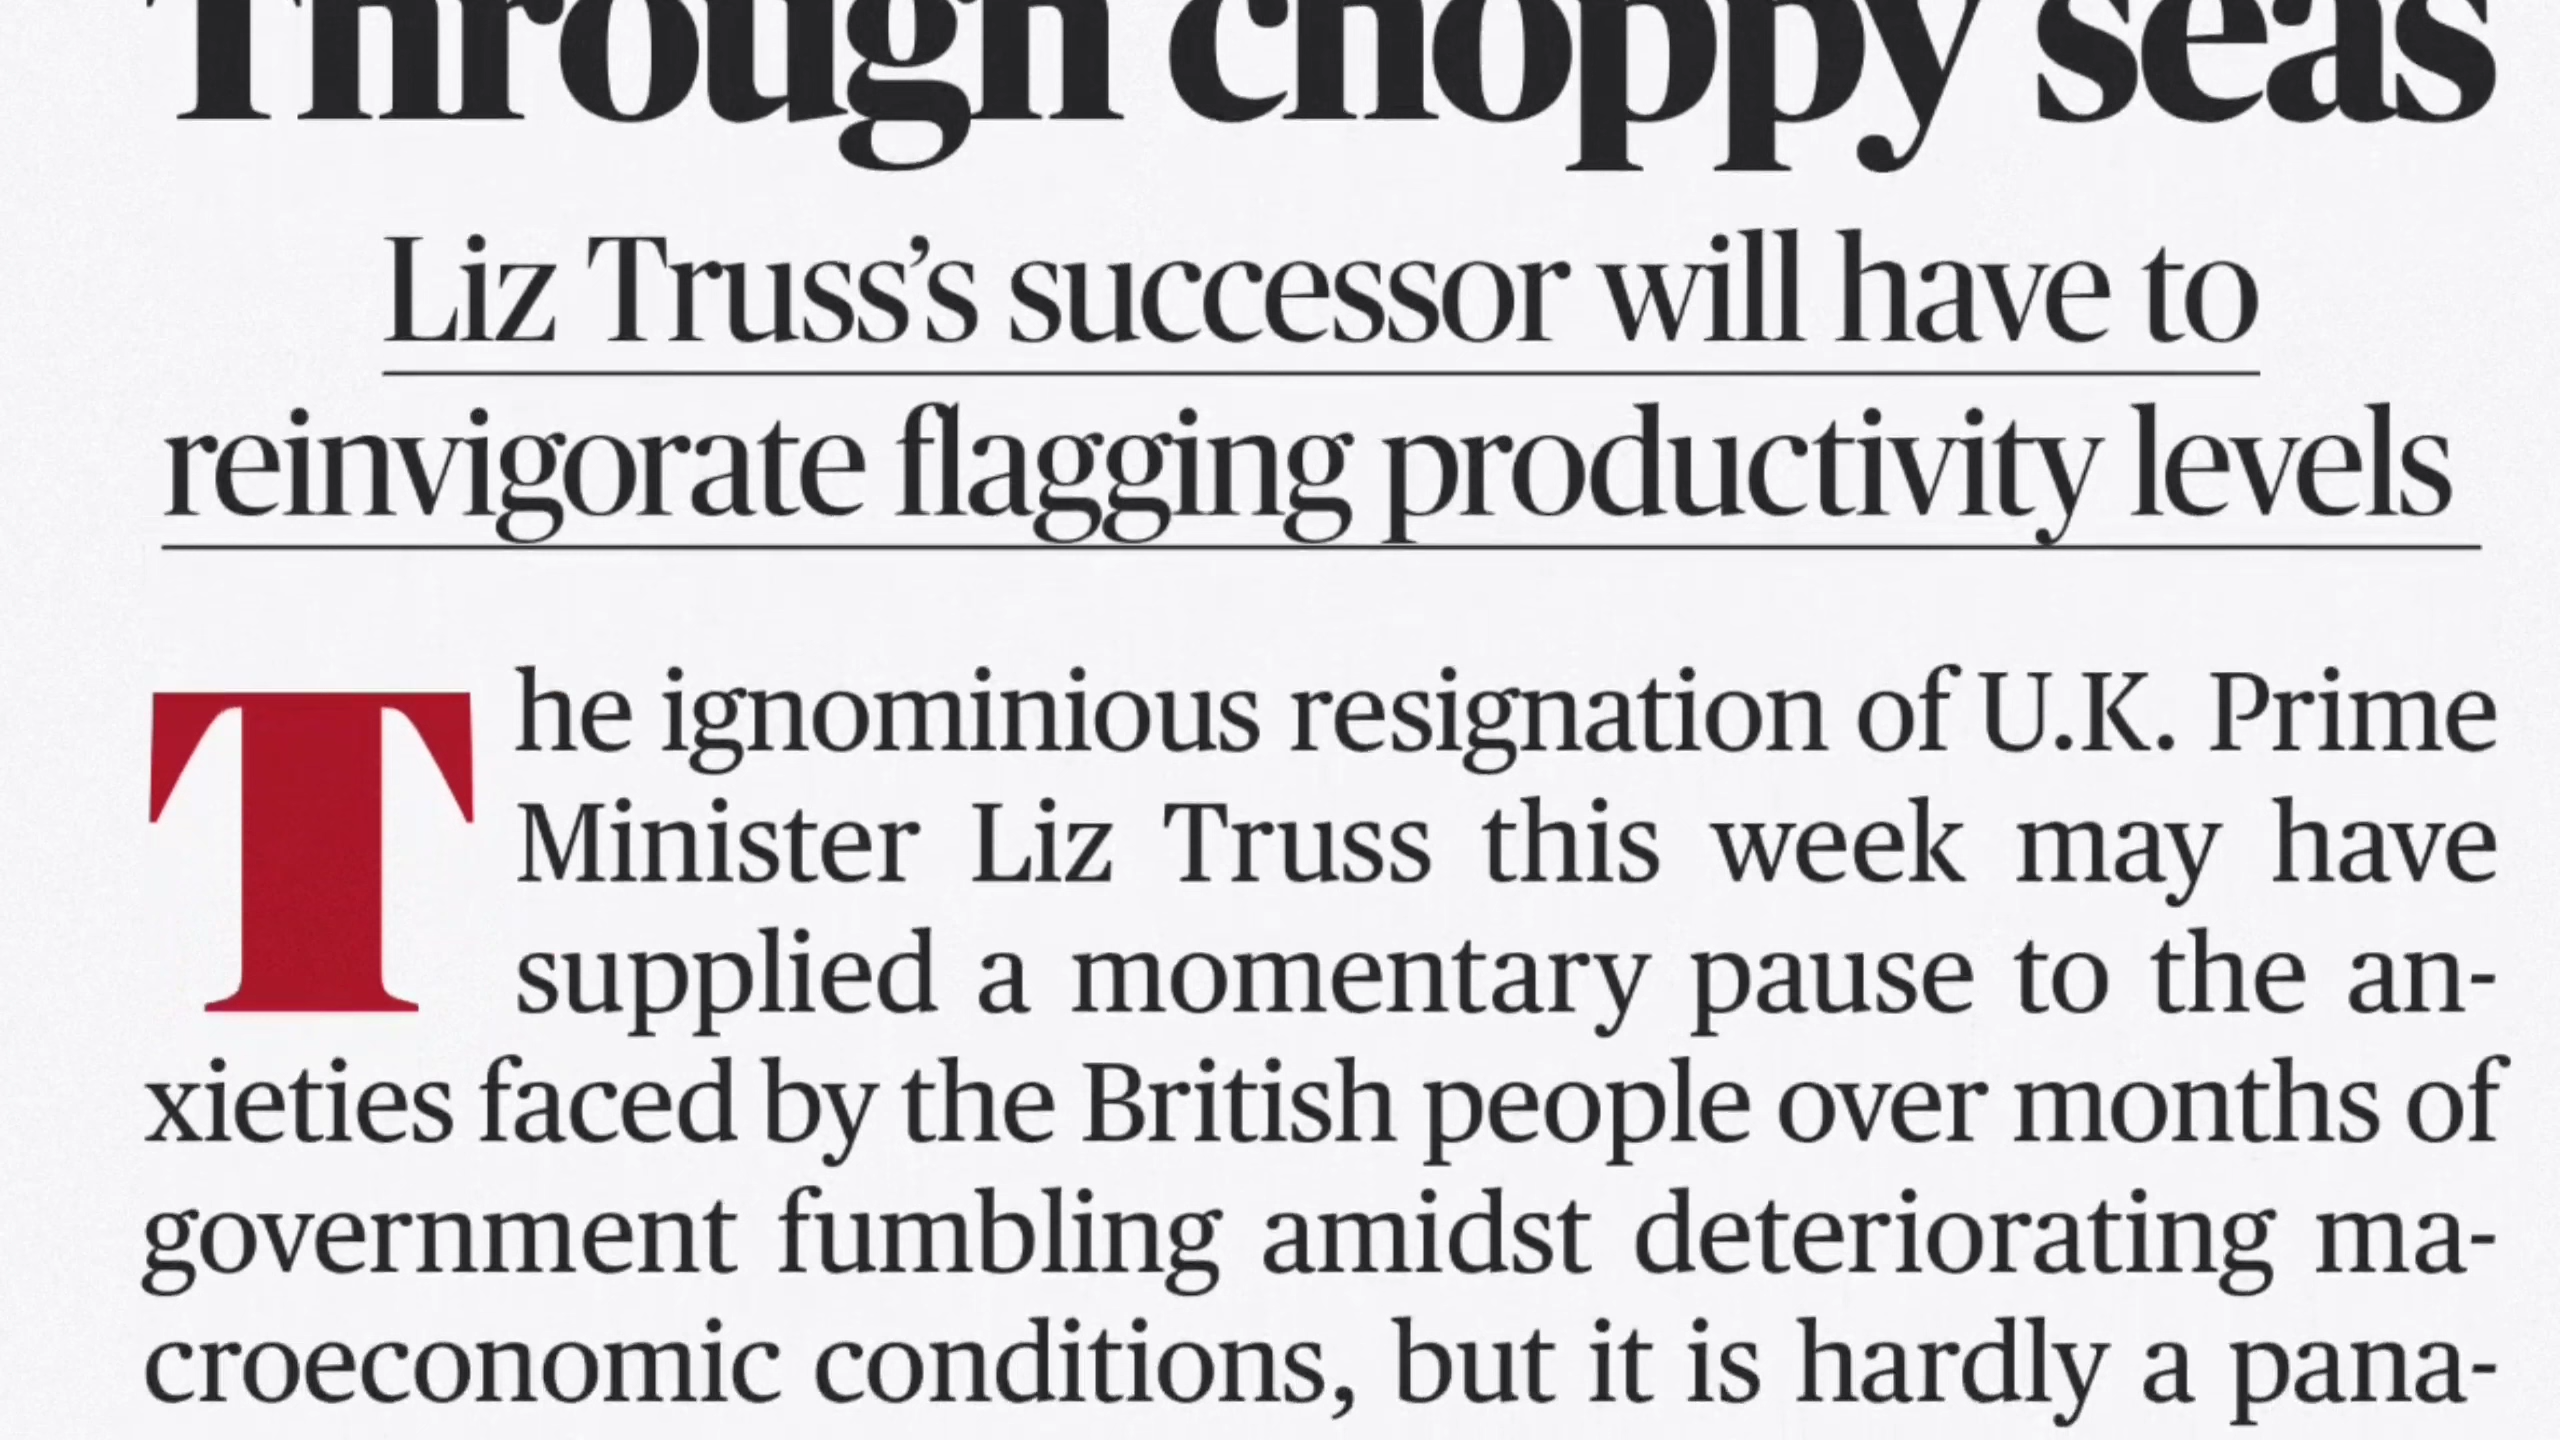 Through choppy seas
Liz Truss’s successor will have to
reinvigorate flagging productivity levels
The ignominious resignation of U.K. Prime
Minister Liz Truss this week may have
supplied a momentary pause to the an-
xieties faced by the British people over months of
government fumbling amidst deteriorating ma-
croeconomic conditions, but it is hardly a pana-